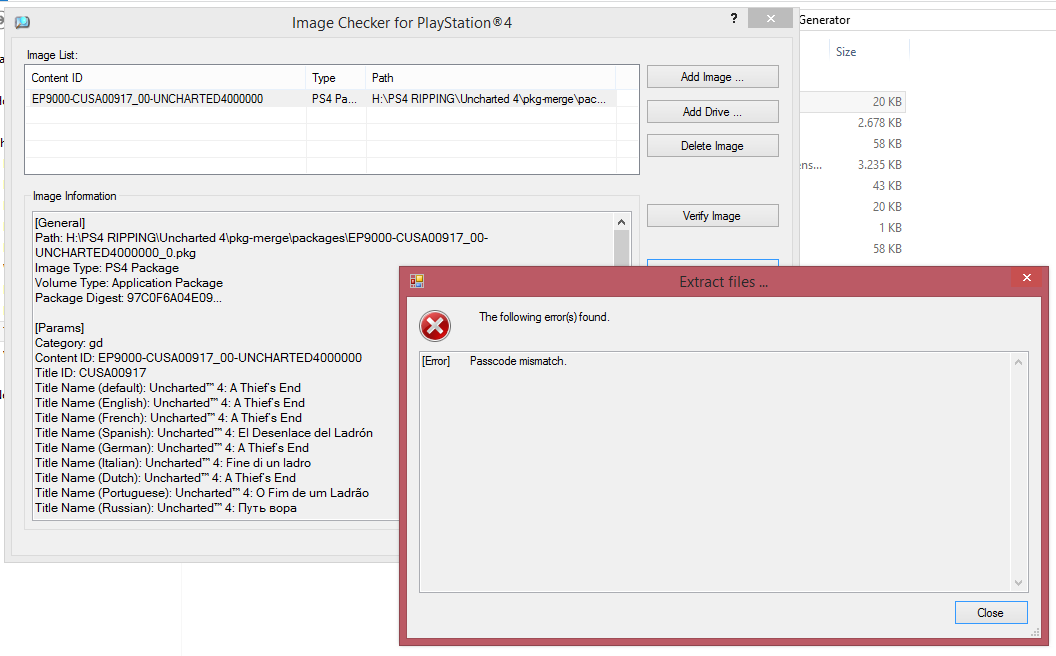 Image Checker for PlayStation®4
?
Generator
Image List:
Size
Content ID Type Path
EP9000-CUSA00917_00-UNCHARTED4000000 PS4 Pa... H:\PS4 RIPPING\Uncharted 4\pkg-merge\pac...
Add Image ...
Add Drive ...
Delete Image
Verify Image
20 KB
2.678 KB
58 KB
ens... 3.235 KB
43 KB
20 KB
1 KB
58 KB
Image Information
[General]
Path: H:\PS4 RIPPING\Uncharted 4\pkg-merge\packages\EP9000-CUSA00917_00-
UNCHARTED4000000_0.pkg
Image Type: PS4 Package
Volume Type: Application Package
Package Digest: 97C0F6A04E09...
[Params]
Category: gd
Content ID: EP9000-CUSA00917_00-UNCHARTED4000000
Title ID: CUSA00917
Title Name (default): Uncharted™ 4: A Thief's End
Title Name (English): Uncharted™ 4: A Thief's End
Title Name (French): Uncharted™ 4: A Thief's End
Title Name (Spanish): Uncharted™ 4: El Desenlace del Ladrón
Title Name (German): Uncharted™ 4: A Thief's End
Title Name (Italian): Uncharted™ 4: Fine di un ladro
Title Name (Dutch): Uncharted™ 4: A Thief's End
Title Name (Portuguese): Uncharted™ 4: O Fim de um Ladrão
Title Name (Russian): Uncharted™ 4: Путь вора
Extract files ...
The following error(s) found.
[Error] Passcode mismatch.
Close